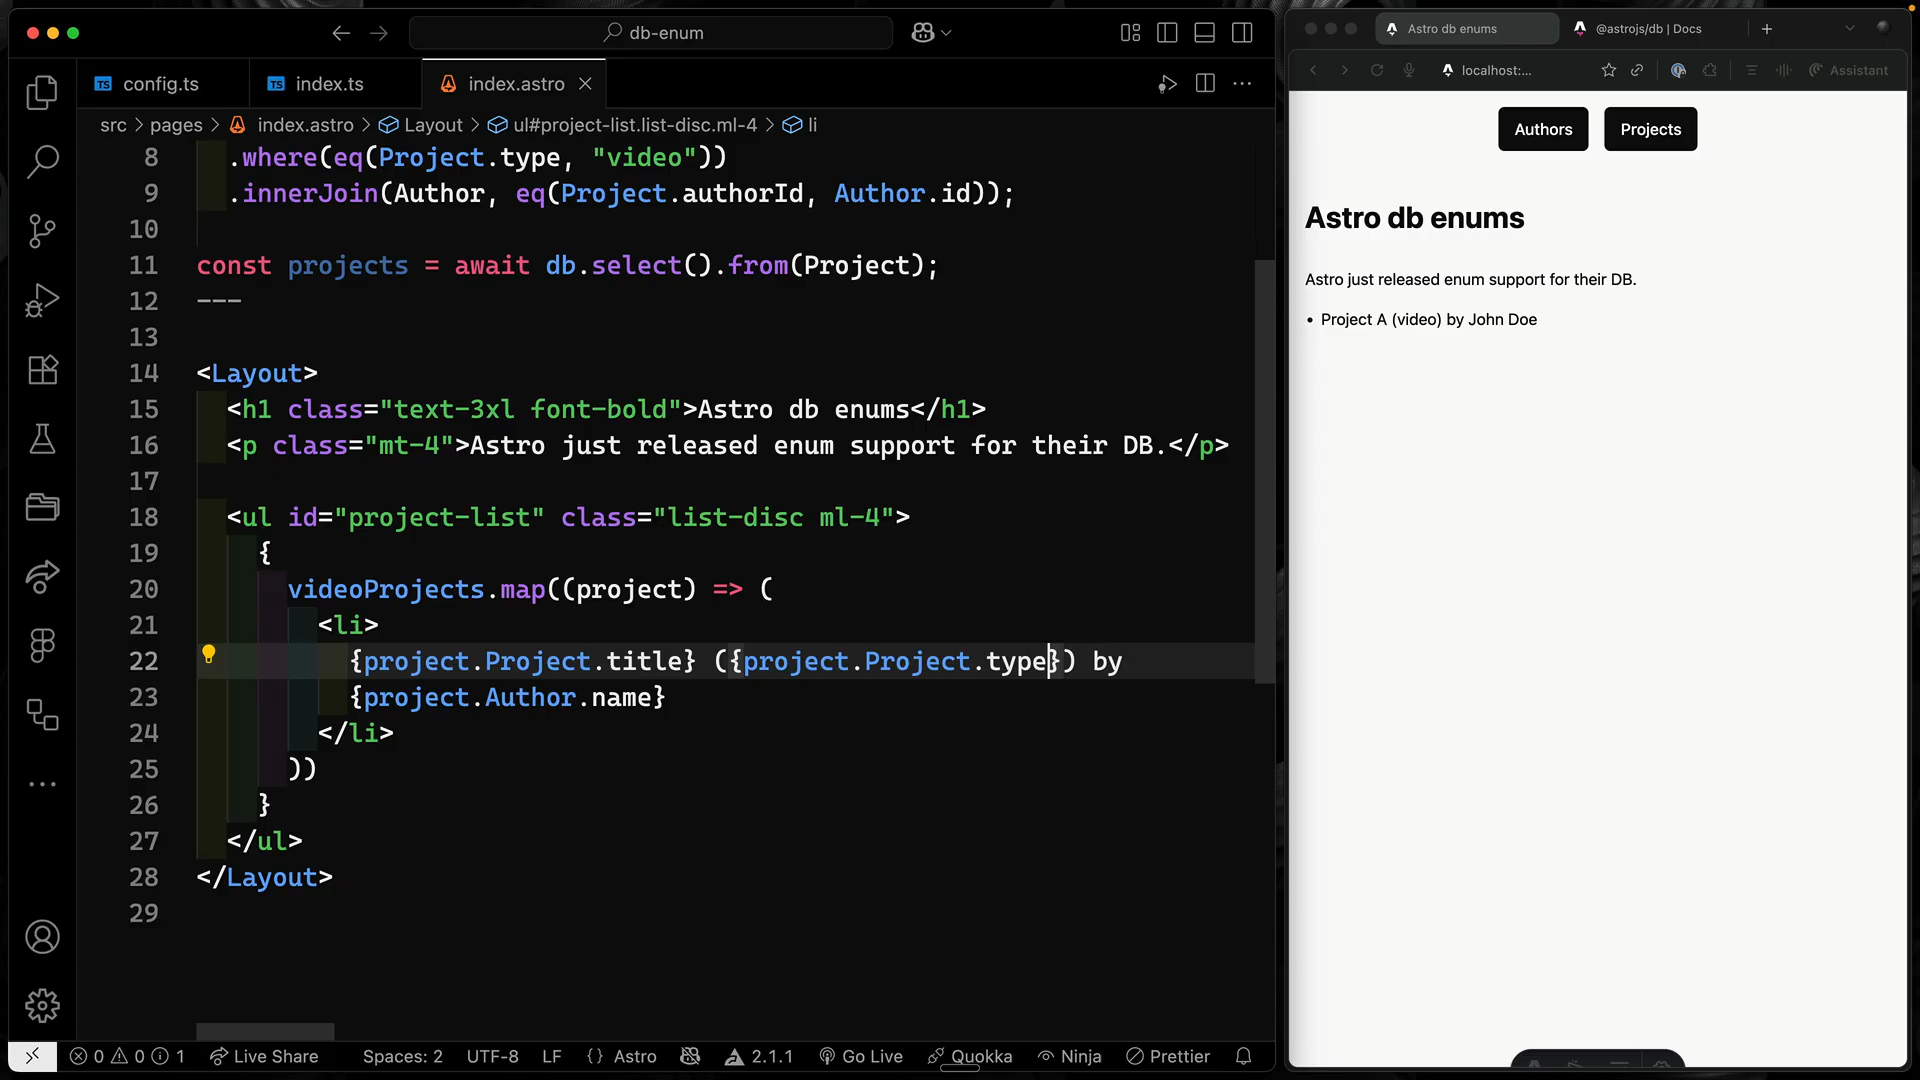 db-enum
config.ts
index.ts
index.astro
src > pages > index.astro > Layout > ul#project-list.list-disc.ml-4 > li
8 .where(eq(Project.type, "video"))
9 .innerJoin(Author, eq(Project.authorId, Author.id));
10
11 const projects = await db.select().from(Project);
12 ---
13
14 <Layout>
15 <h1 class="text-3xl font-bold">Astro db enums</h1>
16 <p class="mt-4">Astro just released enum support for their DB.</p>
17
18 <ul id="project-list" class="list-disc ml-4">
19 {
20 videoProjects.map((project) => (
21 <li>
22 {project.Project.title} ({project.Project.type}) by
23 {project.Author.name}
24 </li>
25 ))
26 }
27 </ul>
28 </Layout>
29
0 0 1 Live Share Spaces: 2 UTF-8 LF {} Astro 2.1.1 Go Live Quokka Ninja Prettier
Astro db enums
@astrojs/db | Docs
localhost:...
Assistant
Authors
Projects
Astro db enums
Astro just released enum support for their DB.
• Project A (video) by John Doe